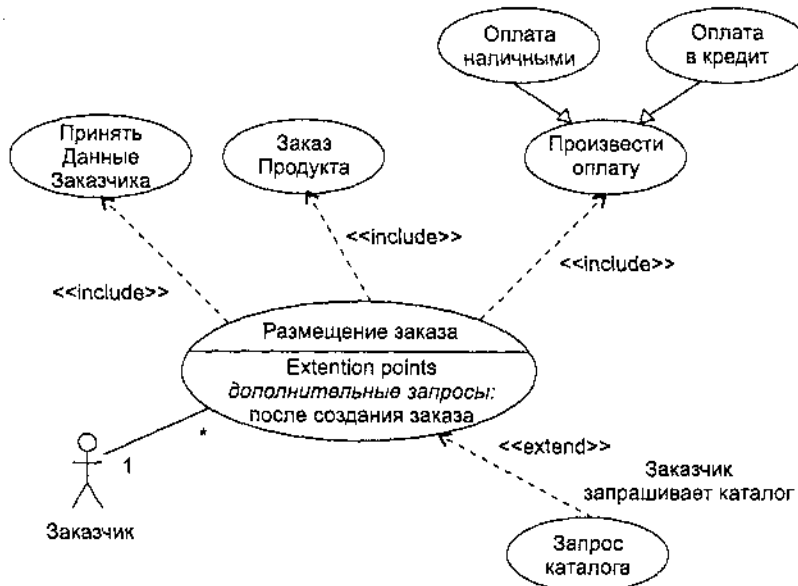 Оплата
наличными
Оплата
в кредит
Принять
Данные
Заказчика
Заказ
Продукта
Произвести
оплату
<<include>>
<<include>>
<<include>>
Размещение заказа
Extention points
дополнительные запросы:
после создания заказа
*
1
Заказчик
<<extend>>
Заказчик
запрашивает каталог
Запрос
каталога